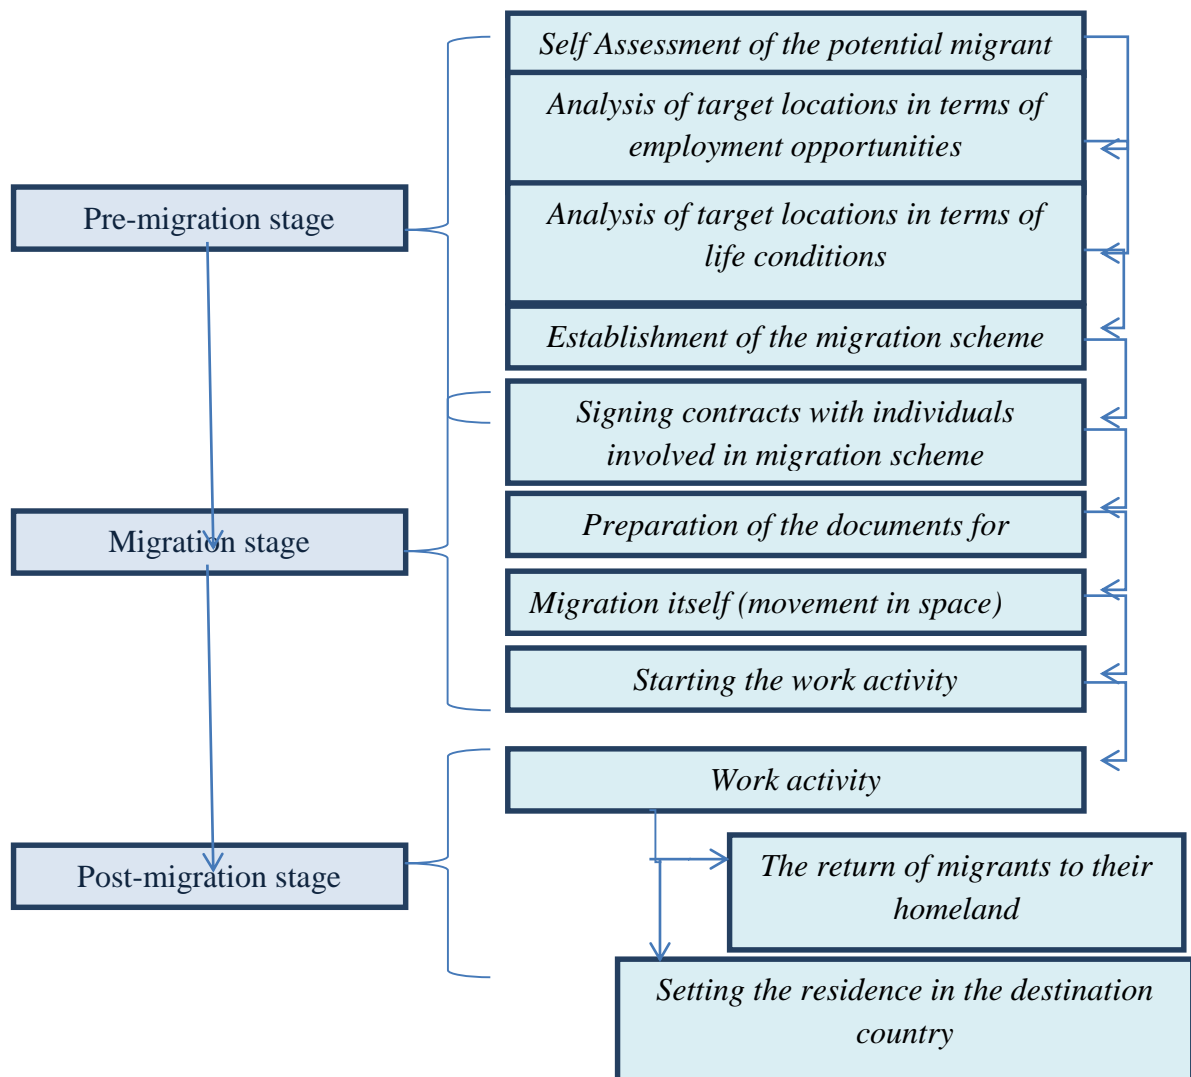 Self Assessment of the potential migrant
Analysis of target locations in terms of
employment opportunities
Pre-migration stage
Analysis of target locations in terms of
life conditions
Establishment of the migration scheme
Signing contracts with individuals
involved in migration scheme
Migration stage
Preparation of the documents for
Migration itself (movement in space)
Starting the work activity
Work activity
Post-migration stage
The return of migrants to their
homeland
Setting the residence in the destination
country